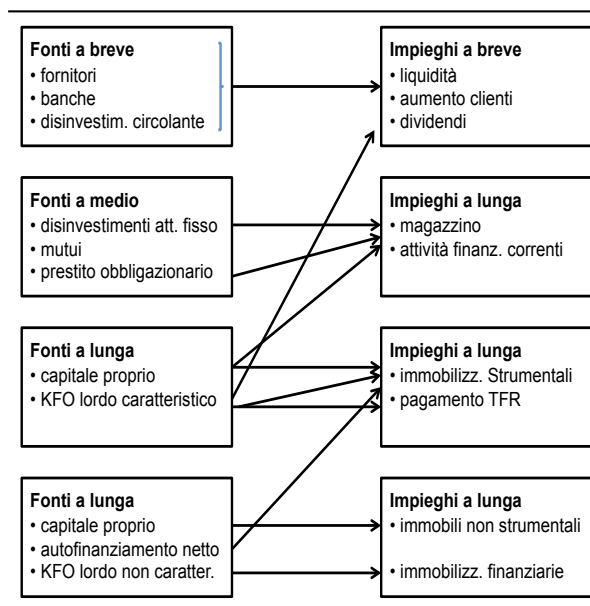 Fonti a breve
• fornitori
• banche
• disinvestim. circolante
Impieghi a breve
• liquidità
• aumento clienti
• dividendi
Fonti a medio
• disinvestimenti att. fisso
• mutui
• prestito obbligazionario
Impieghi a lunga
• magazzino
• attività finanz. correnti
Fonti a lunga
• capitale proprio
• KFO lordo caratteristico
Impieghi a lunga
• immobilizz. Strumentali
• pagamento TFR
Fonti a lunga
• capitale proprio
• autofinanziamento netto
• KFO lordo non caratter.
Impieghi a lunga
• immobili non strumentali
• immobilizz. finanziarie